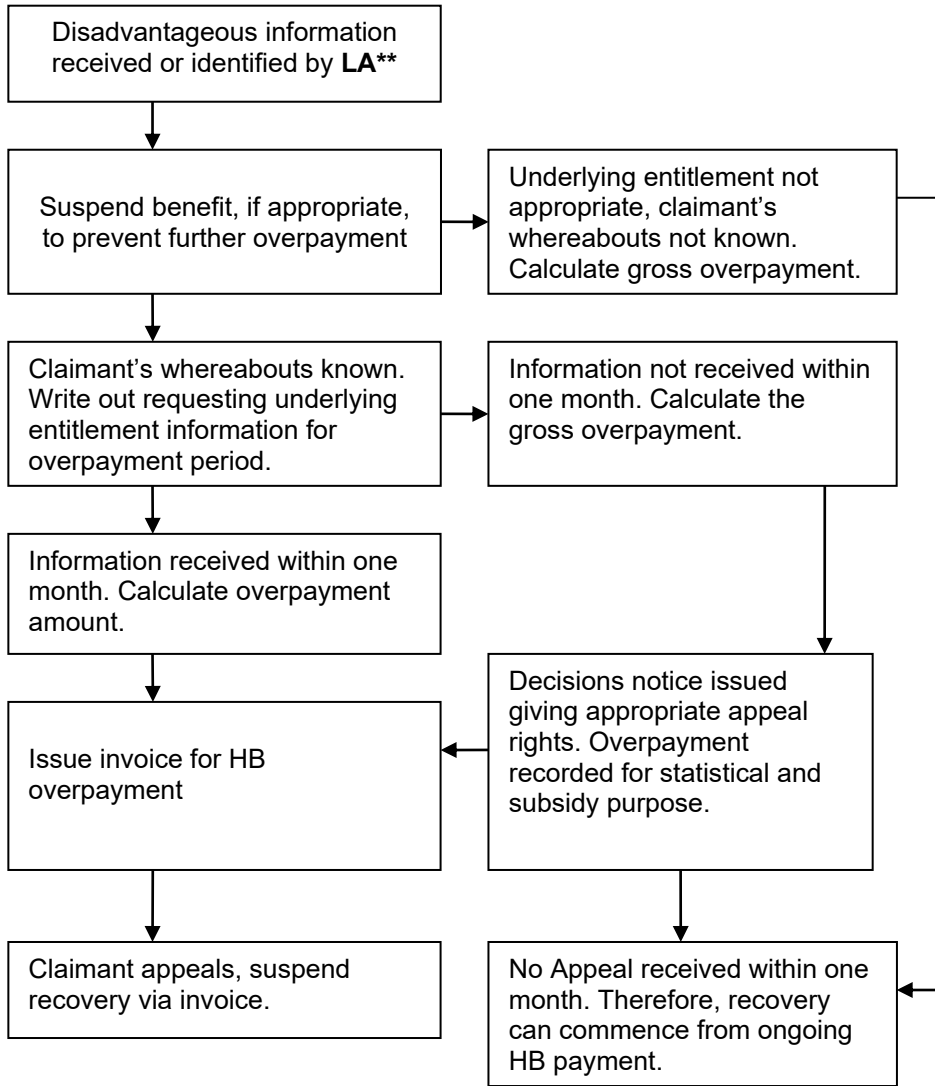 Disadvantageous information
received or identified by LA**
Suspend benefit, if appropriate,
to prevent further overpayment
Underlying entitlement not
appropriate, claimant's
whereabouts not known.
Calculate gross overpayment.
Claimant's whereabouts known.
Write out requesting underlying
entitlement information for
overpayment period.
Information not received within
one month. Calculate the
gross overpayment.
Information received within one
month. Calculate overpayment
amount.
Decisions notice issued
giving appropriate appeal
rights. Overpayment
recorded for statistical and
subsidy purpose.
Issue invoice for HB
overpayment
Claimant appeals, suspend
recovery via invoice.
No Appeal received within one
month. Therefore, recovery
can commence from ongoing
HB payment.